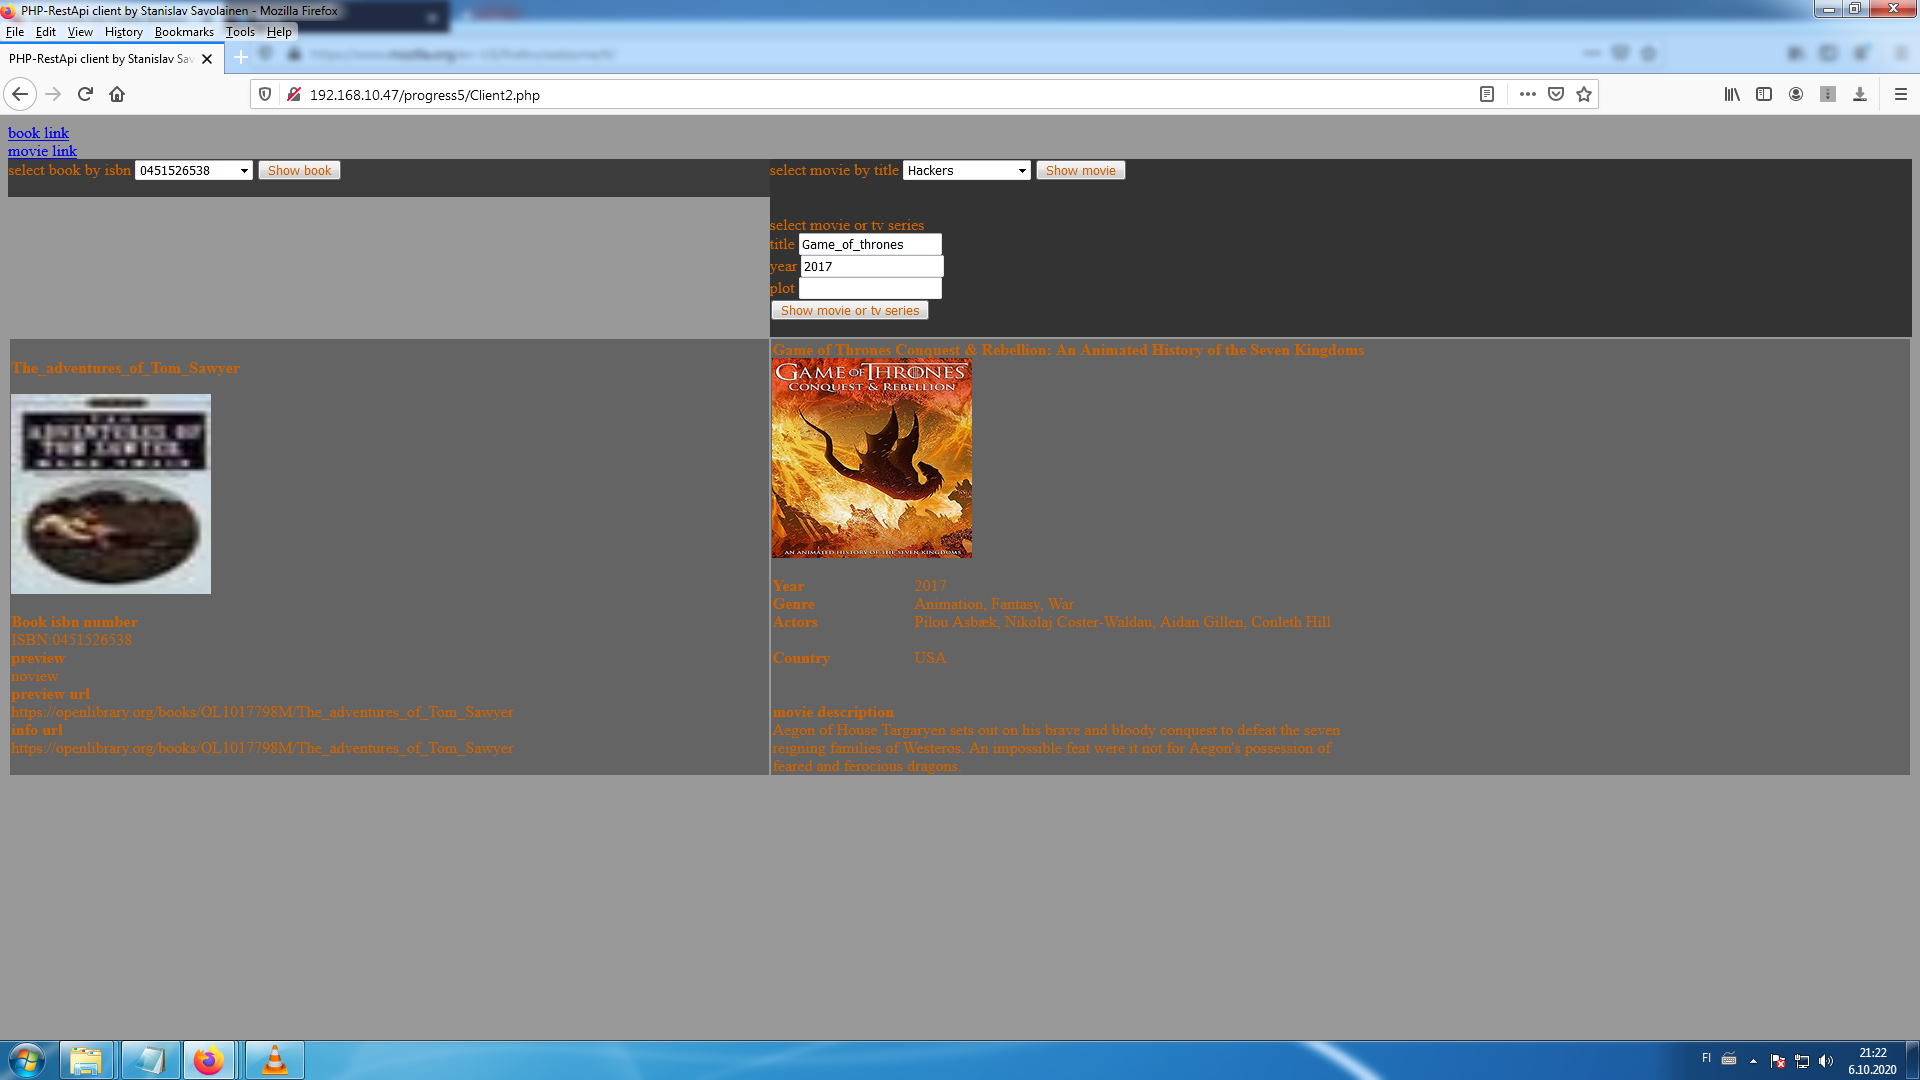 PHP-RestApi client by Stanislav Savolainen - Mozilla Firefox
File Edit View History Bookmarks Tools Help
PHP-RestApi client by Stanislav Sav
192.168.10.47/progress5/Client2.php
book link
movie link
select book by isbn 0451526538 Show book
select movie by title Hackers Show movie
select movie or tv series
title Game_of_thrones
year 2017
plot
Show movie or tv series
The_adventures_of_Tom_Sawyer
ADVENTURES OF
TOM SAWYER
MARK TWAIN
Book isbn number
ISBN:0451526538
preview
noview
preview url
https://openlibrary.org/books/OL1017798M/The_adventures_of_Tom_Sawyer
info url
https://openlibrary.org/books/OL1017798M/The_adventures_of_Tom_Sawyer
Game of Thrones Conquest & Rebellion: An Animated History of the Seven Kingdoms
GAME OF THRONES
CONQUEST & REBELLION
AN ANIMATED HISTORY OF THE SEVEN KINGDOMS
Year 2017
Genre Animation, Fantasy, War
Actors Pilou Asbæk, Nikolaj Coster-Waldau, Aidan Gillen, Conleth Hill
Country USA
movie description
Aegon of House Targaryen sets out on his brave and bloody conquest to defeat the seven
reigning families of Westeros. An impossible feat were it not for Aegon's possession of
feared and ferocious dragons.
FI
21:22
6.10.2020